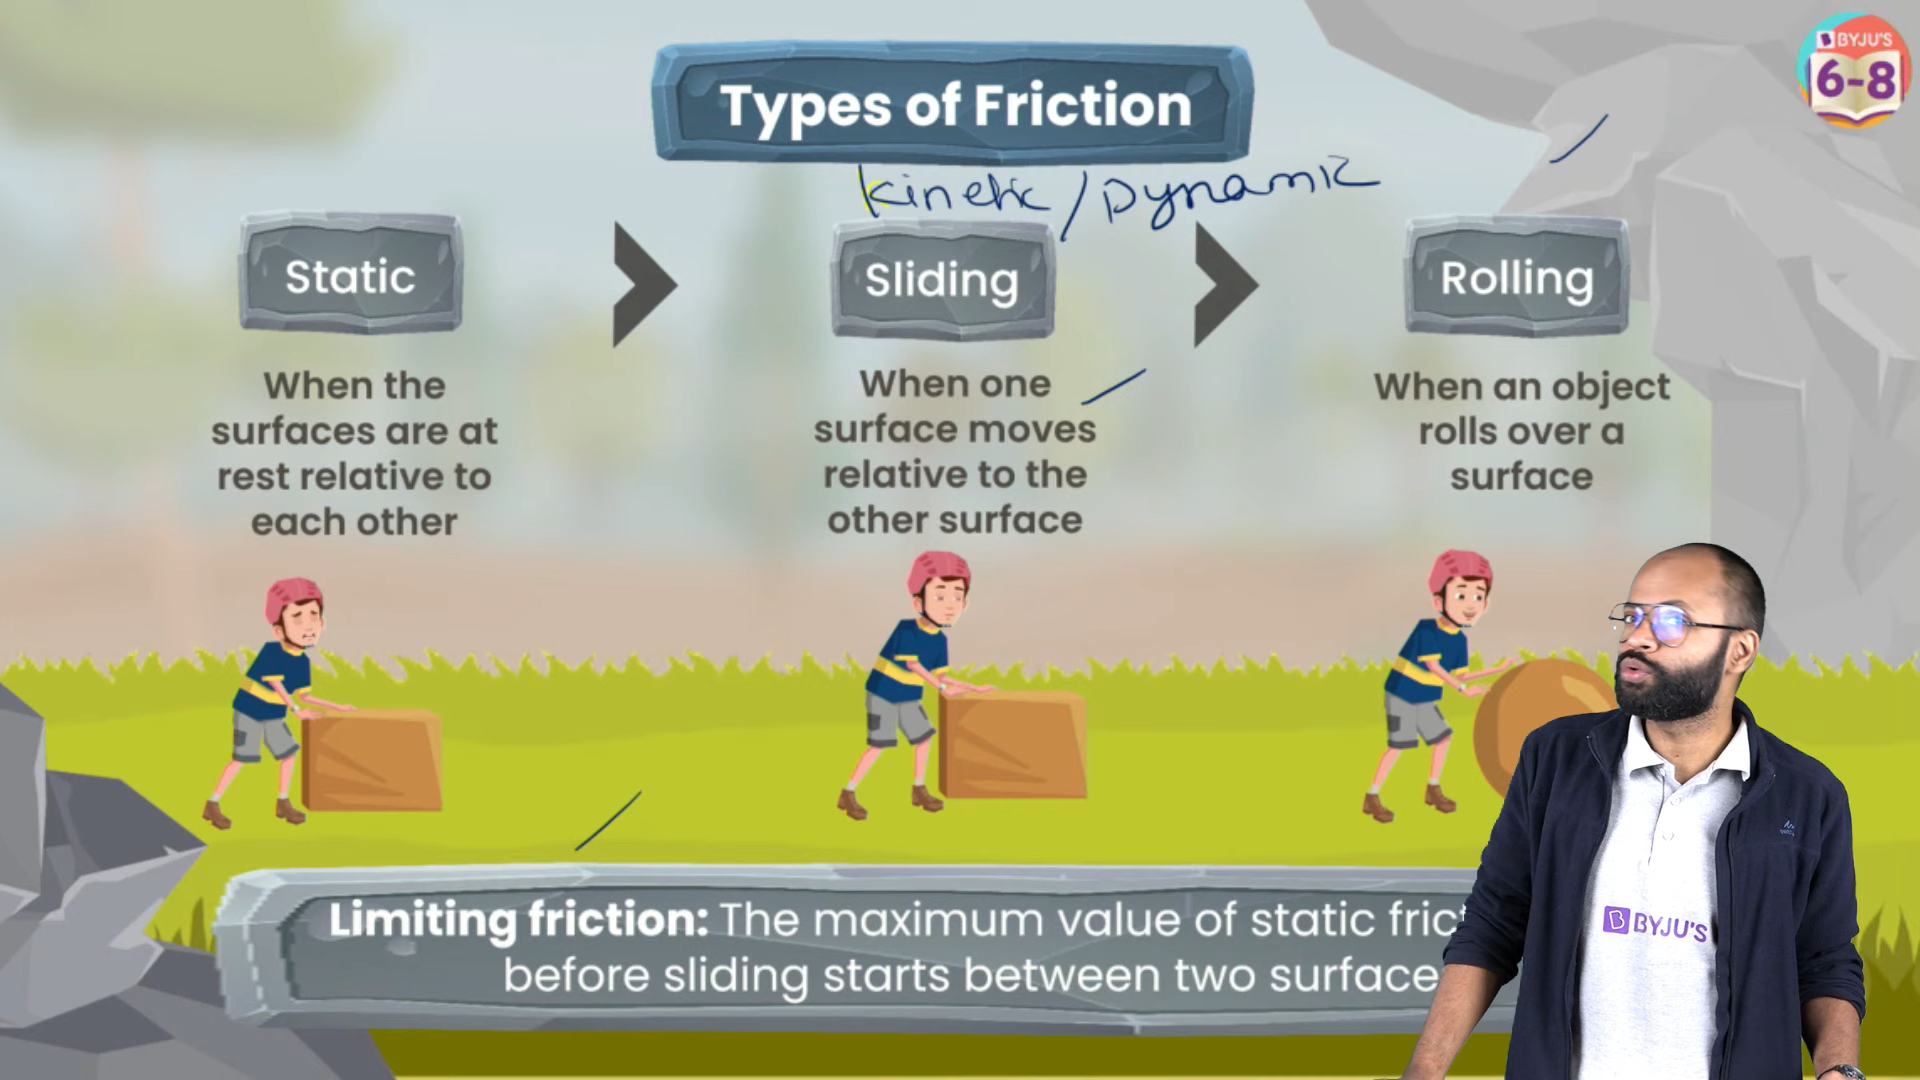 BYJU'S
6-8
Types of Friction
Kinetic / Dynamic
Static > Sliding > Rolling
When the
surfaces are at
rest relative to
each other
When one
surface moves
relative to the
other surface
When an object
rolls over a
surface
Limiting friction: The maximum value of static
before sliding starts between two
BYJU'S